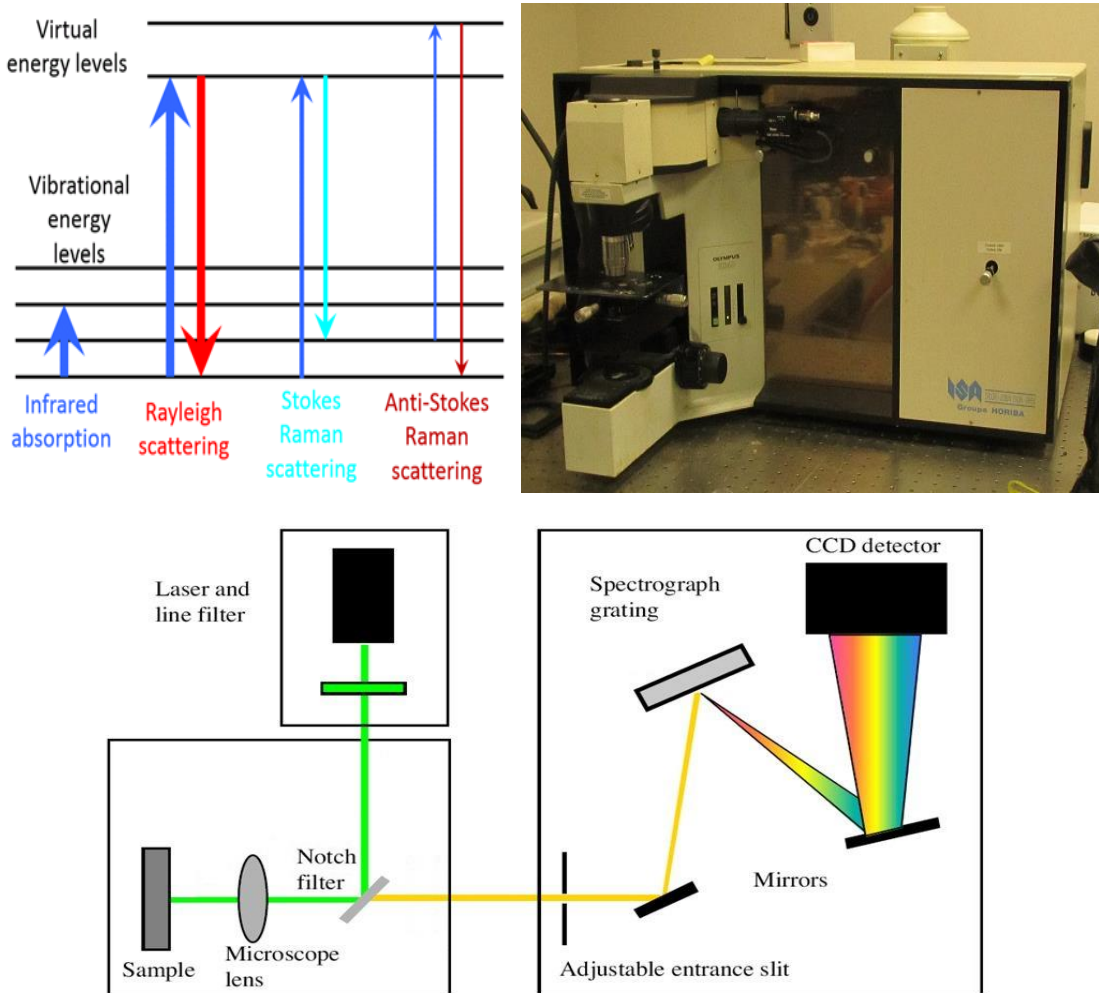 Virtual
energy levels
Vibrational
energy
levels
Infrared
absorption
Rayleigh
scattering
Stokes
Raman
scattering
Anti-Stokes
Raman
scattering
OLYMPUS
ISA
Groupe HORIBA
Laser and
line filter
Notch
filter
Sample
Microscope
lens
CCD detector
Spectrograph
grating
Mirrors
Adjustable entrance slit